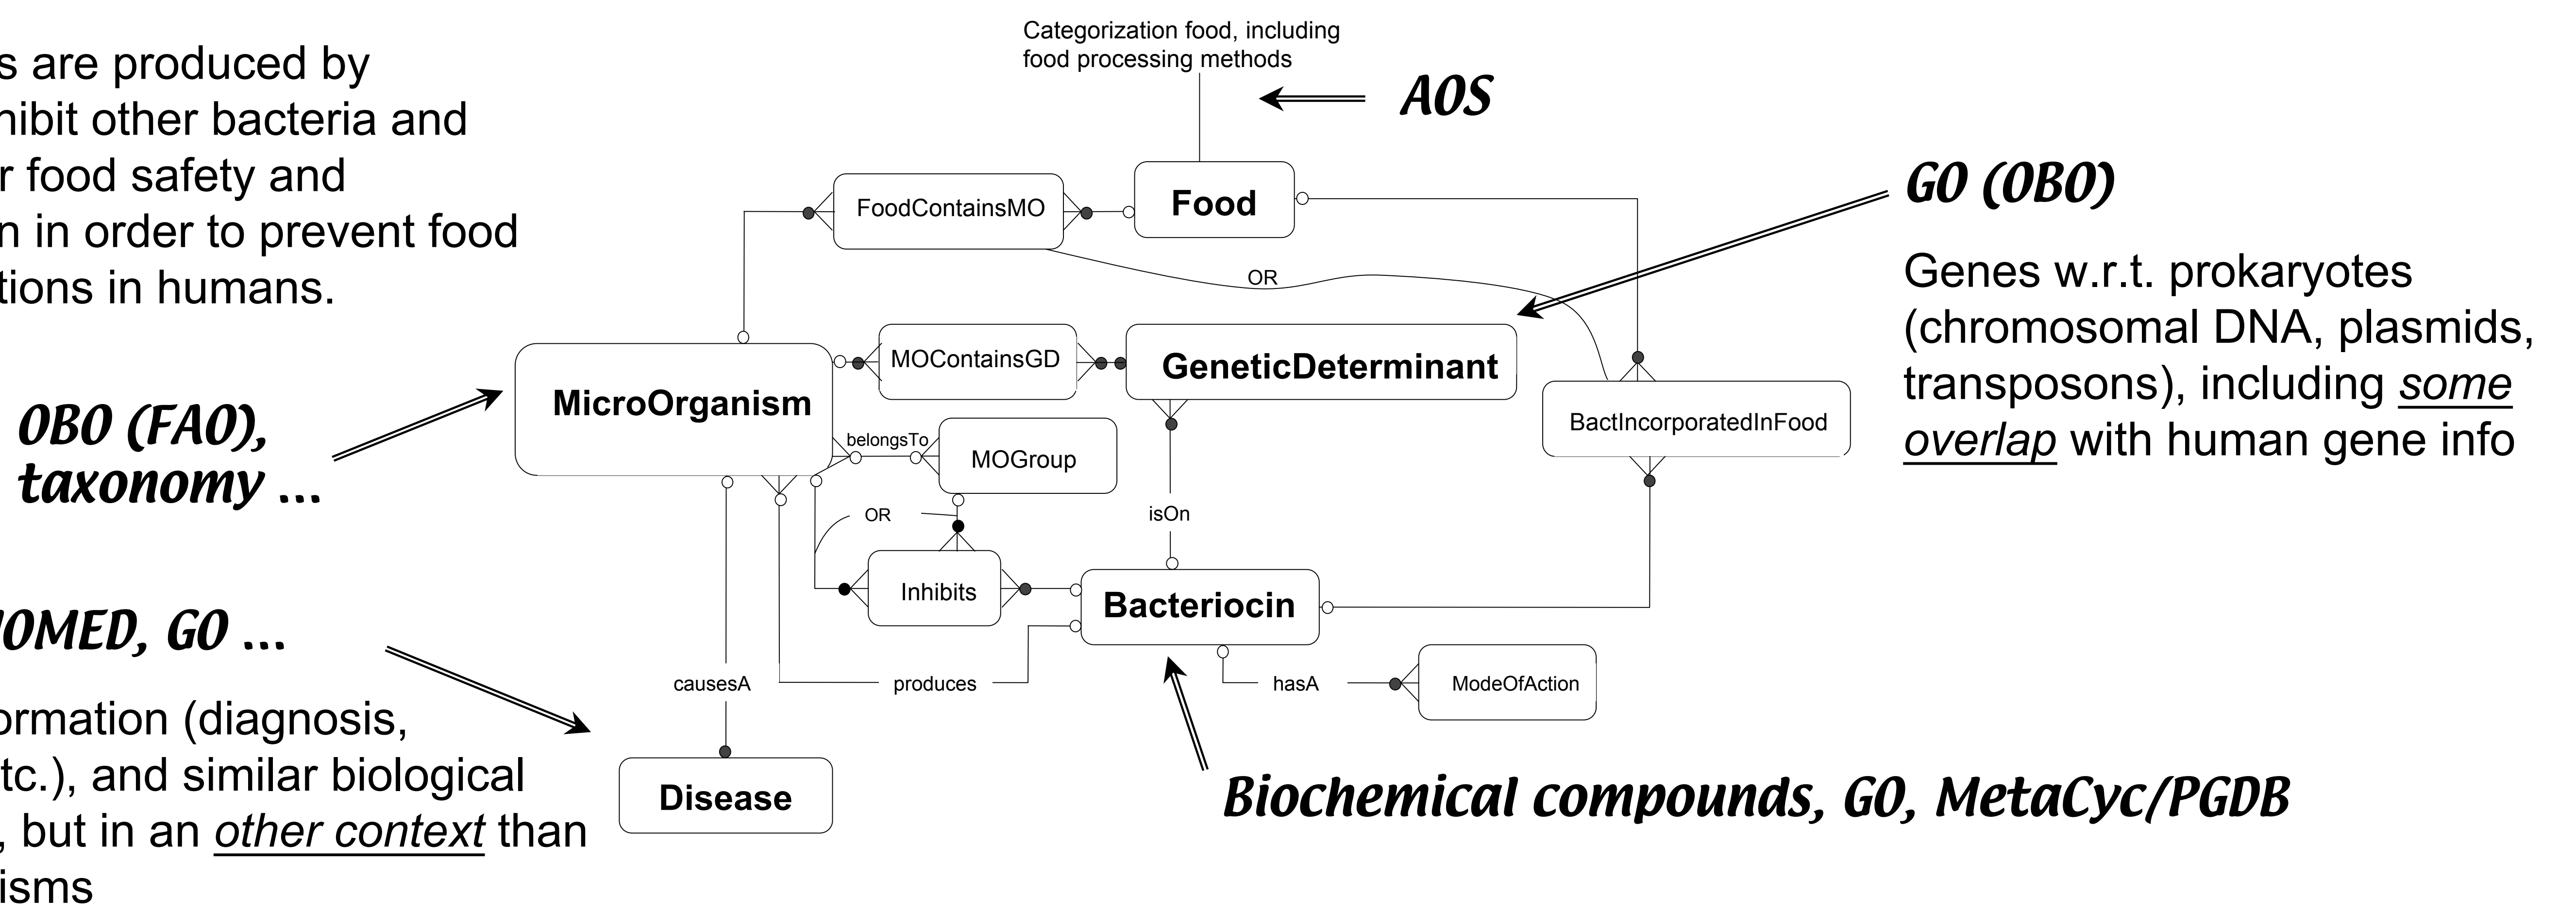 s are produced by
hibit other bacteria and
r food safety and
n in order to prevent food
tions in humans.
Categorization food, including
food processing methods
AOS
GO (OBO)
Genes w.r.t. prokaryotes
(chromosomal DNA, plasmids,
transposons), including some
overlap with human gene info
FoodContainsMO
Food
OR
MOContainsGD
GeneticDeterminant
MicroOrganism
BactIncorporatedInFood
belongsTo
MOGroup
OBO (FAO),
taxonomy ...
OR
isOn
Inhibits
Bacteriocin
OMED, GO ...
causesA
produces
hasA
ModeOfAction
ormation (diagnosis,
tc.), and similar biological
, but in an other context than
isms
Disease
Biochemical compounds, GO, MetaCyc/PGDB